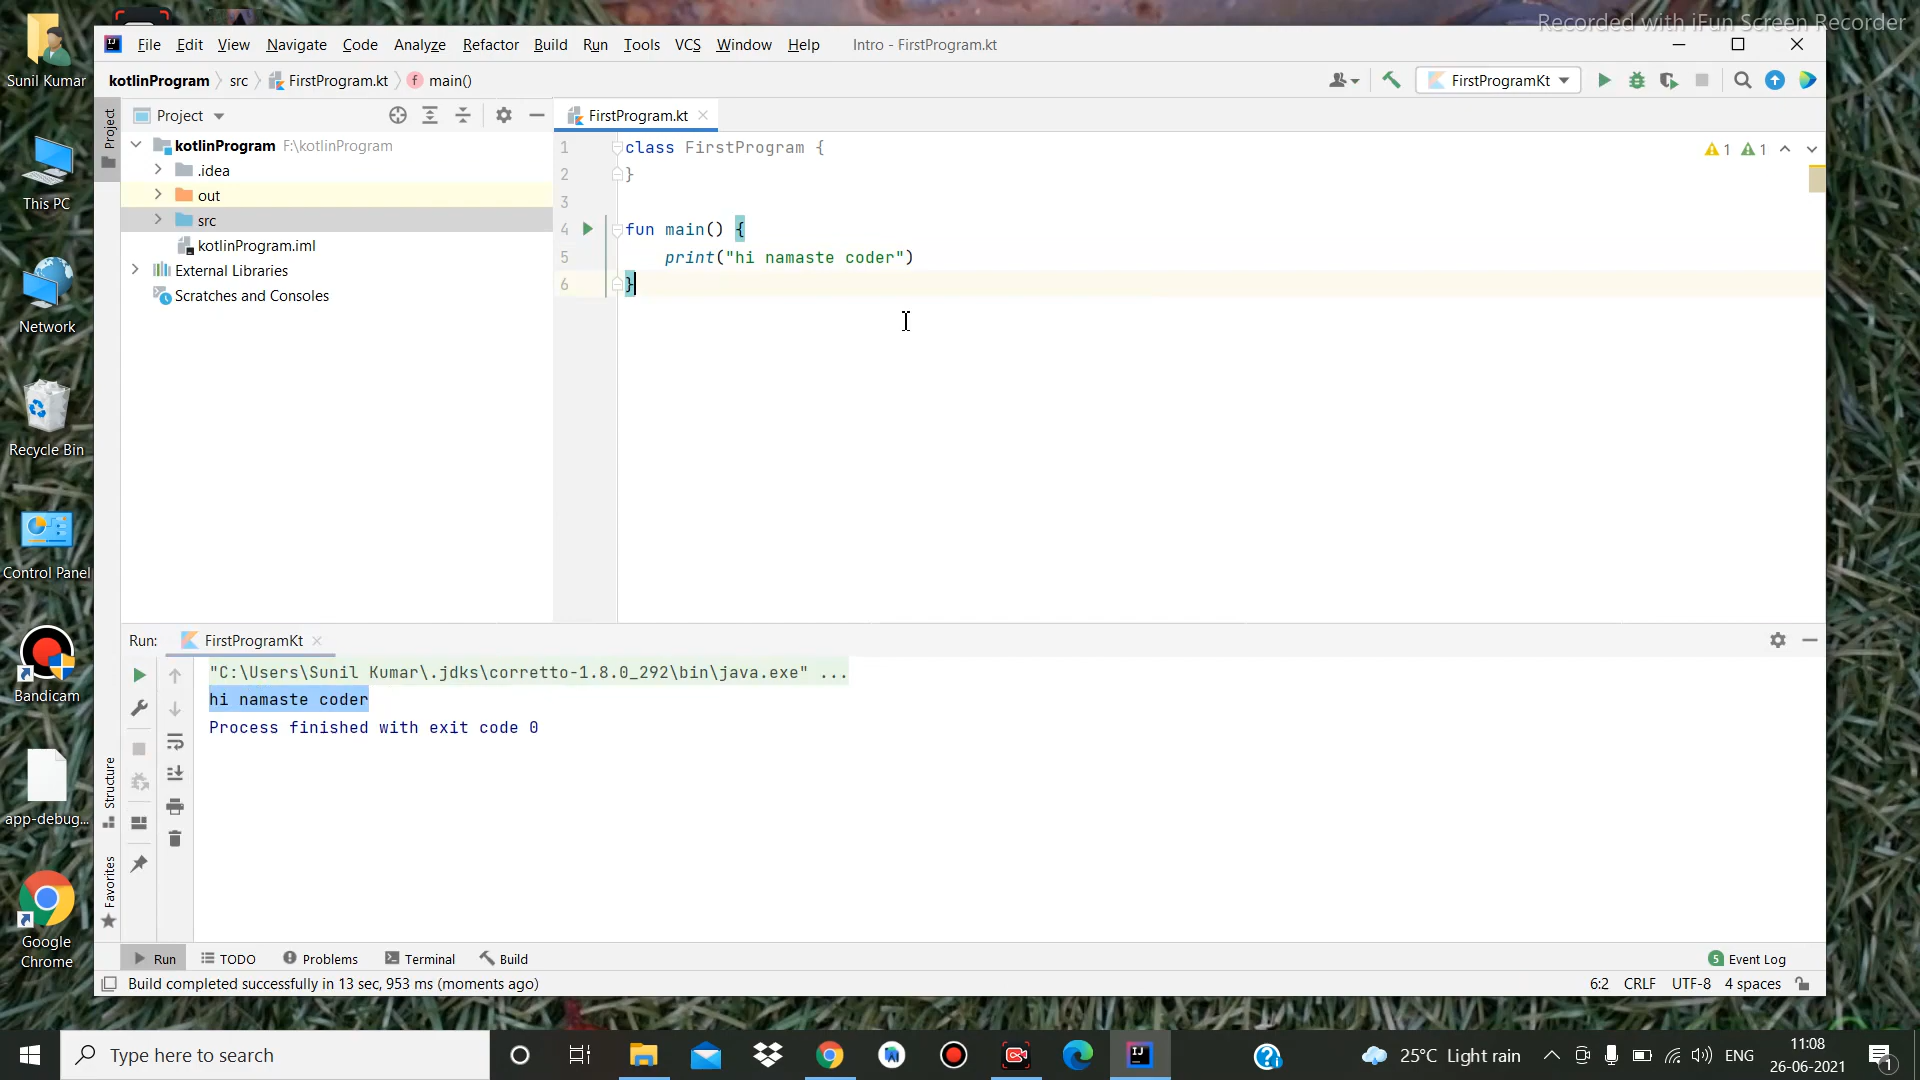 Recorded with iFun Screen Recorder
File Edit View Navigate Code Analyze Refactor Build Run Tools VCS Window Help Intro - FirstProgram.kt
kotlinProgram src FirstProgram.kt main() FirstProgramKt
Project FirstProgram.kt
kotlinProgram F:\kotlinProgram
.idea
out
src
kotlinProgram.iml
External Libraries
Scratches and Consoles
1 class FirstProgram {
2 }
3
4 fun main() {
5 print("hi namaste coder")
6 }
1 1
Project
Structure
Favorites
Run: FirstProgramKt
"C:\Users\Sunil Kumar\.jdks\corretto-1.8.0_292\bin\java.exe" ...
hi namaste coder
Process finished with exit code 0
Run TODO Problems Terminal Build 5 Event Log
Build completed successfully in 13 sec, 953 ms (moments ago) 6:2 CRLF UTF-8 4 spaces
Sunil Kumar
This PC
Network
Recycle Bin
Control Panel
Bandicam
app-debug...
Google
Chrome
Type here to search
25°C Light rain ENG
11:08
26-06-2021
1